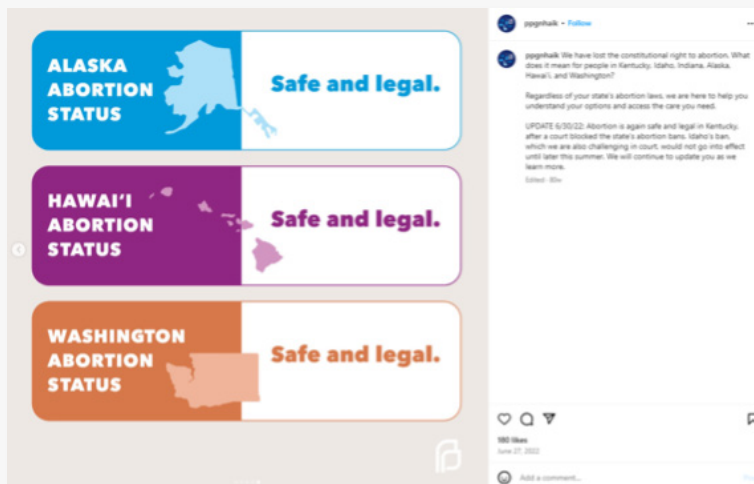 ALASKA
ABORTION
STATUS
Safe and legal.
HAWAI‘I
ABORTION
STATUS
Safe and legal.
WASHINGTON
ABORTION
STATUS
Safe and legal.
ppgnhaik • Follow
ppgnhaik We have lost the constitutional right to abortion. What
does it mean for people in Kentucky, Idaho, Indiana, Alaska,
Hawai'i, and Washington?
Regardless of your state's abortion laws, we are here to help you
understand your options and access the care you need.
UPDATE 6/30/22: Abortion is again safe and legal in Kentucky,
after a court blocked the state's abortion bans. Idaho's ban,
which we are also challenging in court, would not go into effect
until later this summer. We will continue to update you as we
learn more.
Edited ·
180 likes
June 27, 2022
Add a comment...